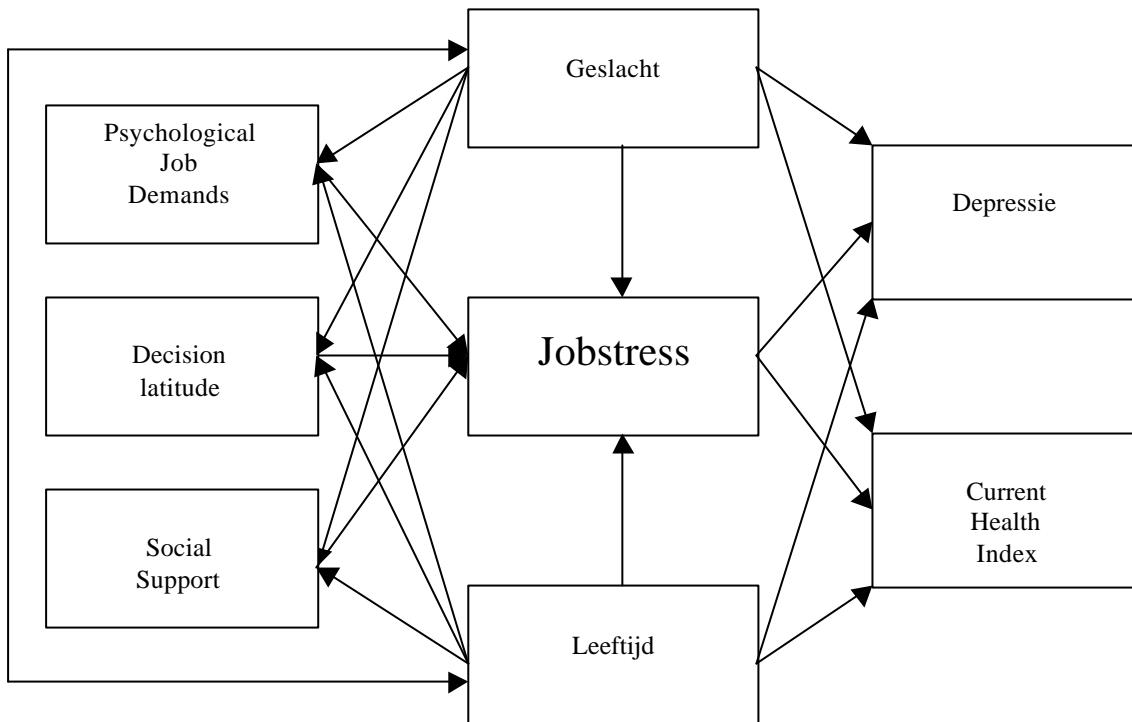 Geslacht
Psychological
Job
Demands
Depressie
Decision
latitude
Jobstress
Social
Support
Current
Health
Index
Leeftijd